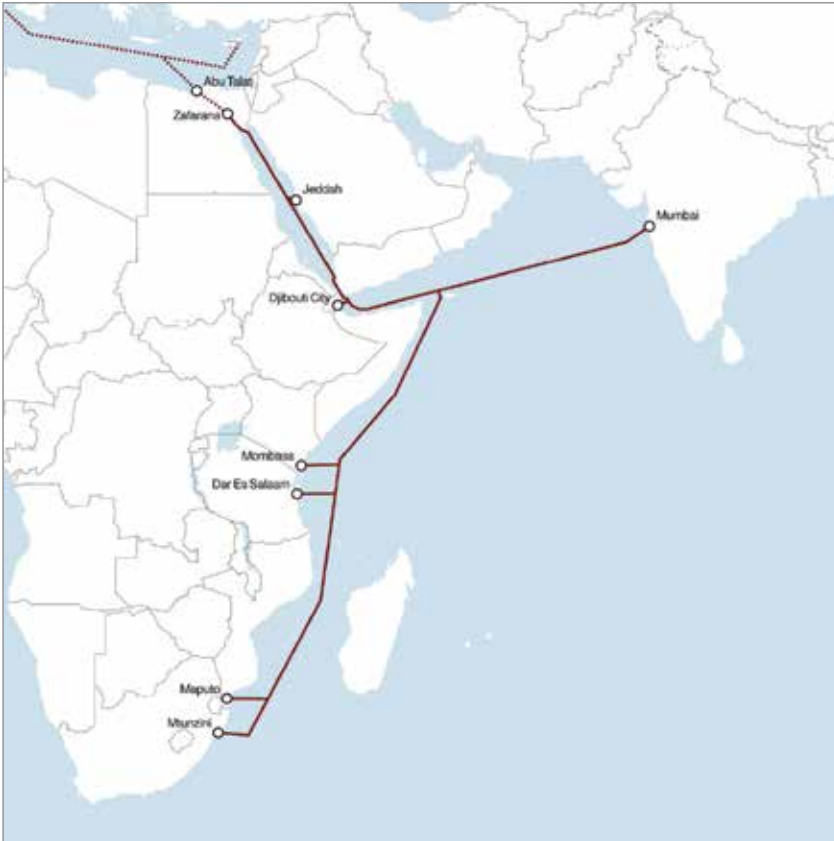 Abu Talat
Zafarana
Jeddah
Mumbai
Djibouti City
Mombasa
Dar Es Salaam
Maputo
Mtunzini